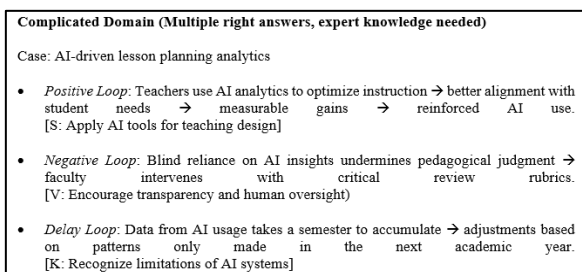 Complicated Domain (Multiple right answers, expert knowledge needed)
Case: AI-driven lesson planning analytics
• Positive Loop: Teachers use AI analytics to optimize instruction → better alignment with
student needs → measurable gains → reinforced AI use.
[S: Apply AI tools for teaching design]
• Negative Loop: Blind reliance on AI insights undermines pedagogical judgment →
faculty intervenes with critical review rubrics.
[V: Encourage transparency and human oversight)
• Delay Loop: Data from AI usage takes a semester to accumulate → adjustments based
on patterns only made in the next academic year.
[K: Recognize limitations of AI systems]